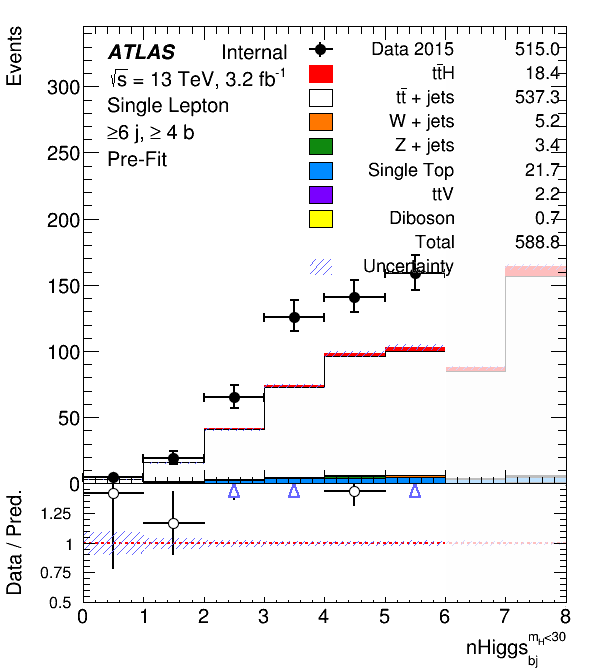 Events
ATLAS Internal
√s = 13 TeV, 3.2 fb⁻¹
Single Lepton
≥6 j, ≥ 4 b
Pre-Fit
Data 2015 515.0
tt̄H 18.4
tt̄ + jets 537.3
W + jets 5.2
Z + jets 3.4
Single Top 21.7
ttV 2.2
Diboson 0.7
Total 588.8
Uncertainty
300
250
200
150
100
50
0
Data / Pred.
1.25
1
0.75
0.5
0 1 2 3 4 5 6 7 8
nHiggs_bj^m_H<30